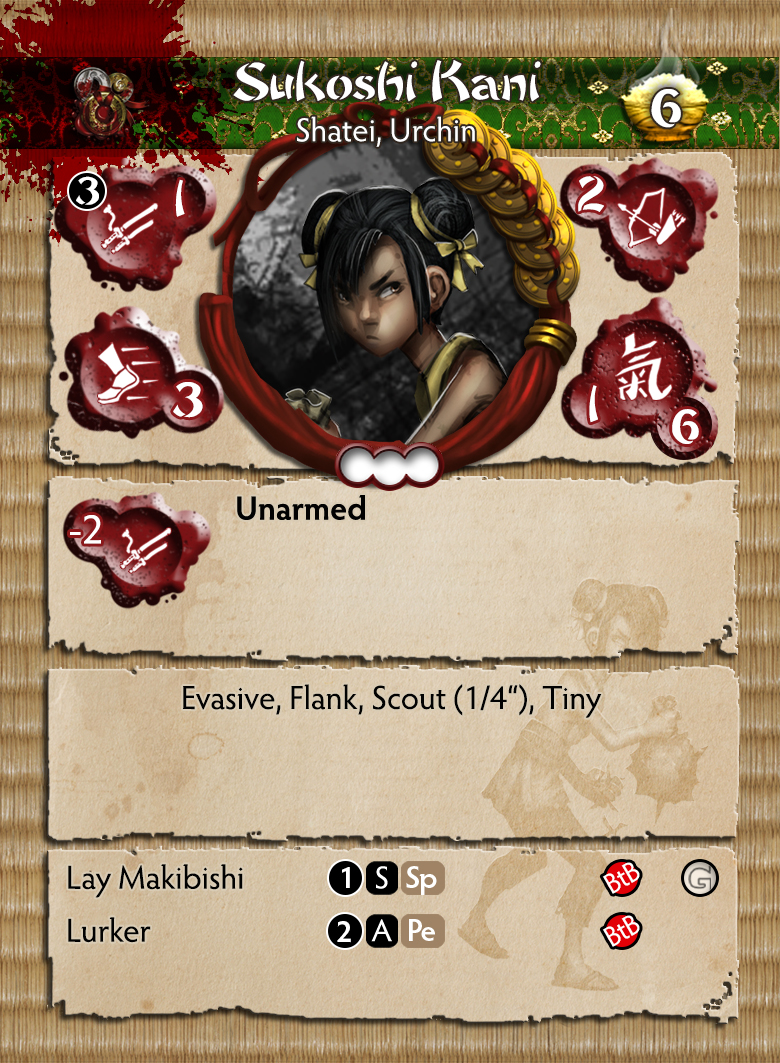 Sukoshi Kani
6
Shatei, Urchin
3 1
2
3
氣
1 6
-2 Unarmed
Evasive, Flank, Scout (1/4“), Tiny
Lay Makibishi 1 S Sp BtB G
Lurker 2 A Pe BtB